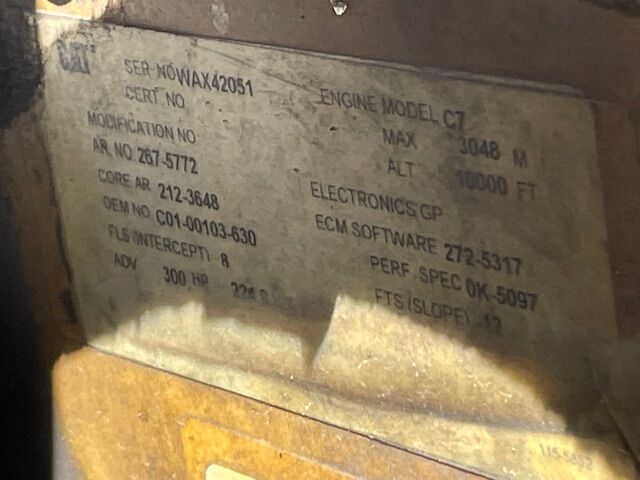 CAT
SER NO WAX42051
CERT NO
MODIFICATION NO
AR NO. 267-5772
CORE AR 212-3648
OEM NO C01-00103-630
FLS (INTERCEPT) 8
ADV 300 HP 224
ENGINE MODEL C7
MAX 3048 M
ALT 10000 FT
ELECTRONICS GP
ECM SOFTWARE 272-5317
PERF SPEC 0K-5097
FTS (SLOPE) -12